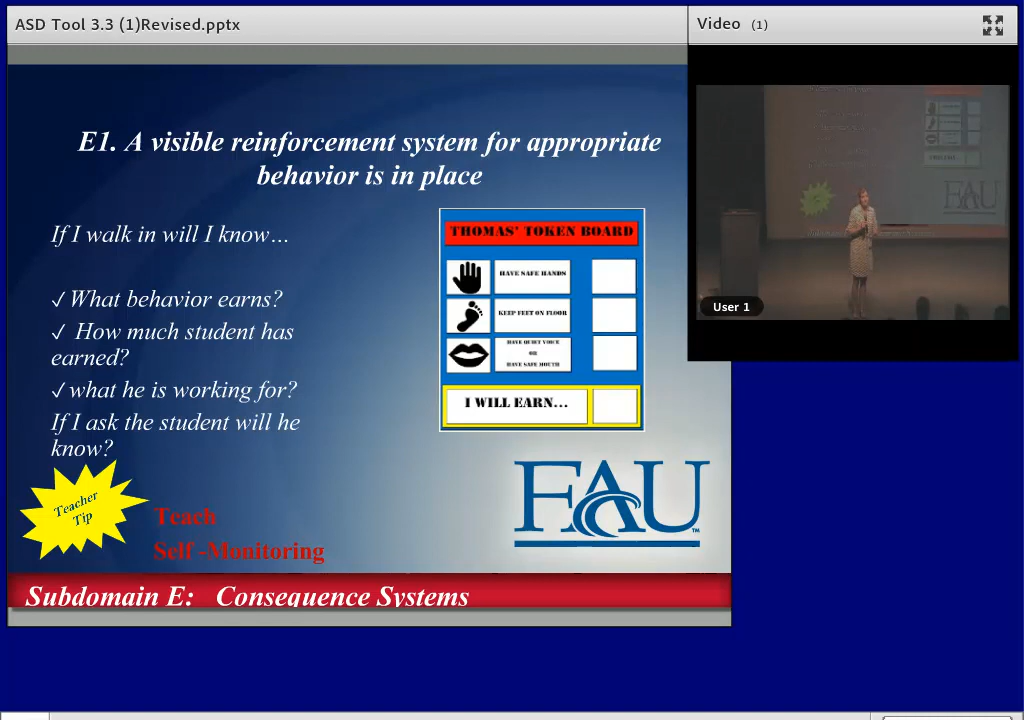 ASD Tool 3.3 (1)Revised.pptx
Video (1)
E1. A visible reinforcement system for appropriate
behavior is in place
If I walk in will I know…
✓ What behavior earns?
✓ How much student has
earned?
✓ what he is working for?
If I ask the student will he
know?
THOMAS' TOKEN BOARD
HAVE SAFE HANDS
KEEP FEET ON FLOOR
HAVE QUIET VOICE
OR
HAVE SAFE MOUTH
I WILL EARN...
Teacher
Tip
Teach
Self -Monitoring
FAU™
Subdomain E: Consequence Systems
FAU
User 1